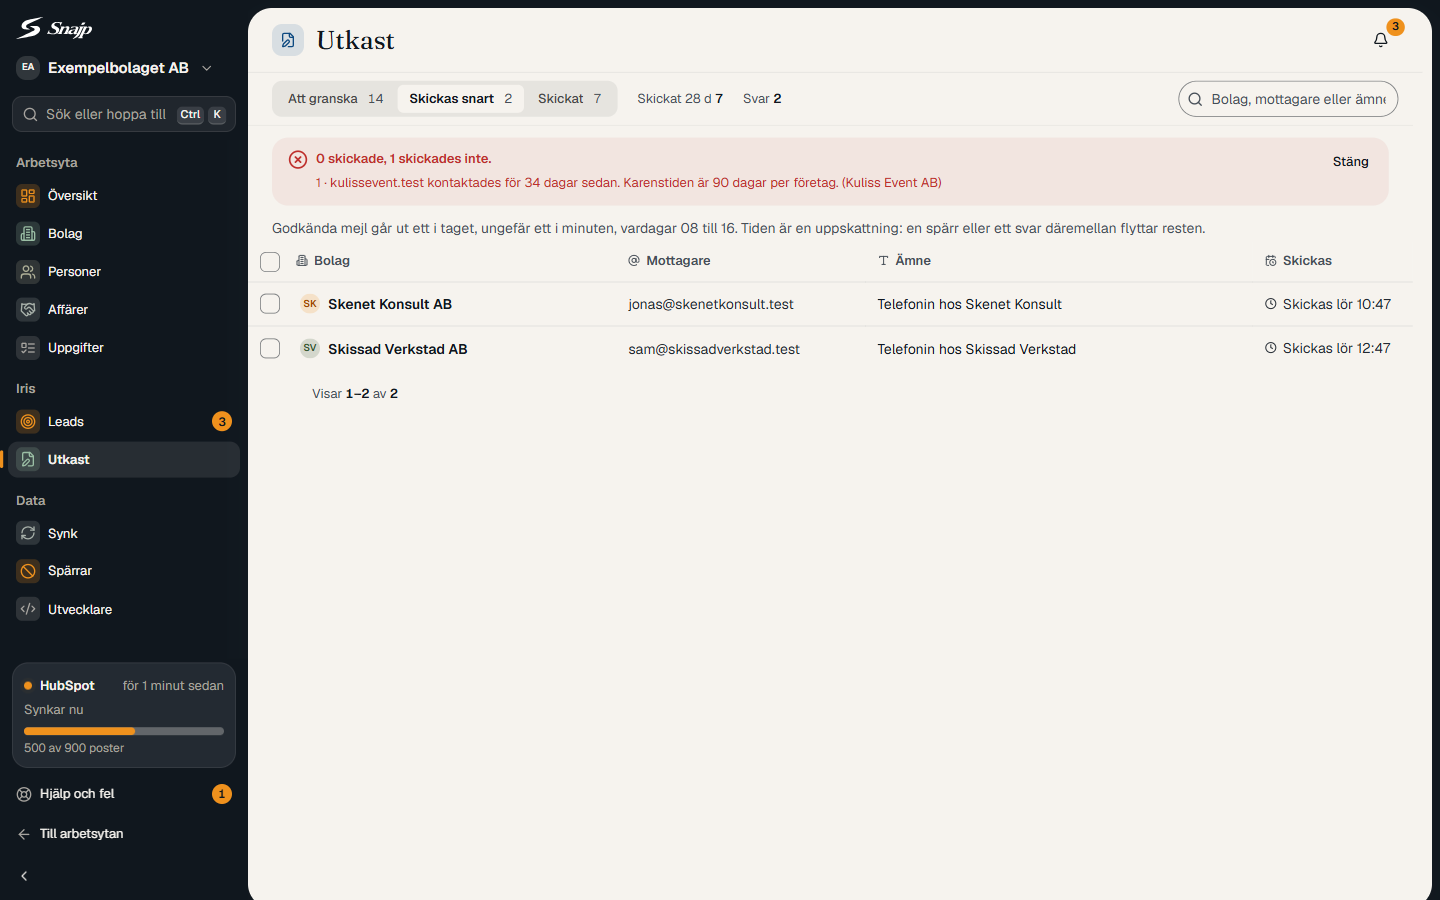 Snajp
EA Exempelbolaget AB
Sök eller hoppa till Ctrl K
Arbetsyta
Översikt
Bolag
Personer
Affärer
Uppgifter
Iris
Leads 3
Utkast
Data
Synk
Spärrar
Utvecklare
HubSpot för 1 minut sedan
Synkar nu
500 av 900 poster
Hjälp och fel 1
Till arbetsytan
Utkast
3
Att granska 14 Skickas snart 2 Skickat 7 Skickat 28 d 7 Svar 2
Bolag, mottagare eller ämne
0 skickade, 1 skickades inte. Stäng
1 · kulissevent.test kontaktades för 34 dagar sedan. Karenstiden är 90 dagar per företag. (Kuliss Event AB)
Godkända mejl går ut ett i taget, ungefär ett i minuten, vardagar 08 till 16. Tiden är en uppskattning: en spärr eller ett svar däremellan flyttar resten.
Bolag Mottagare Ämne Skickas
SK Skenet Konsult AB jonas@skenetkonsult.test Telefonin hos Skenet Konsult Skickas lör 10:47
SV Skissad Verkstad AB sam@skissadverkstad.test Telefonin hos Skissad Verkstad Skickas lör 12:47
Visar 1–2 av 2